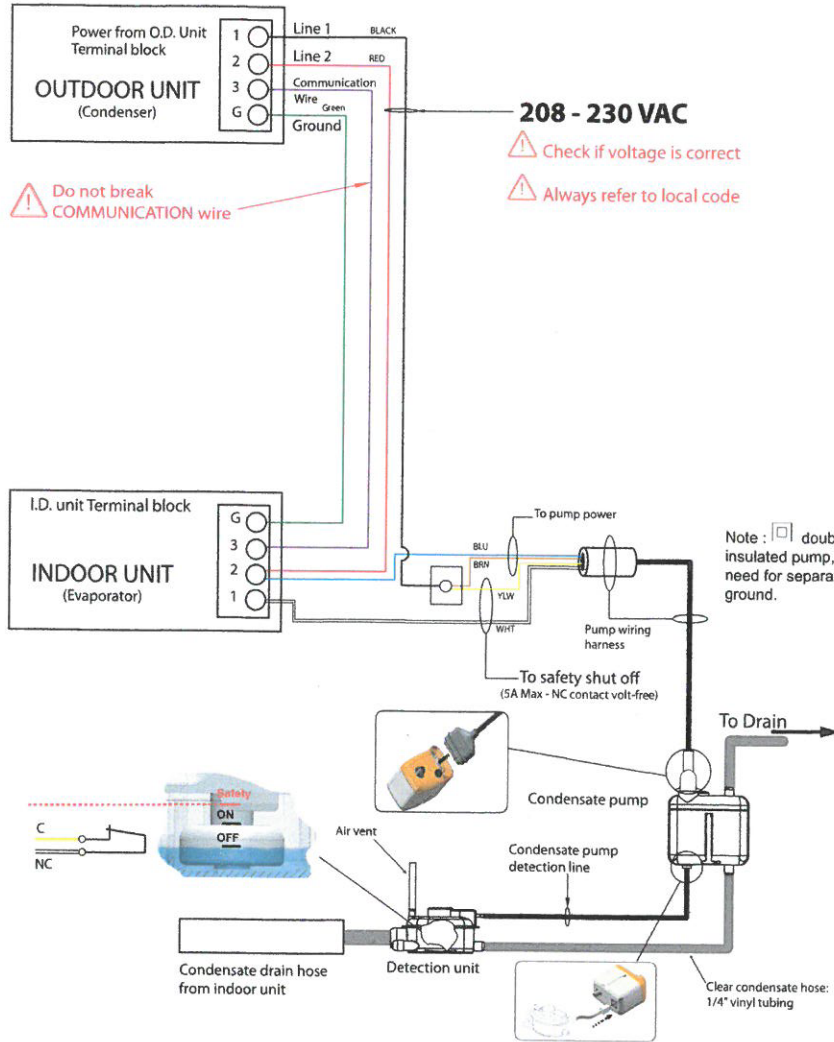 Power from O.D. Unit
Terminal block
OUTDOOR UNIT
(Condenser)
1
2
3
G
Line 1
BLACK
Line 2
RED
Communication
Wire
Green
Ground
208 - 230 VAC
Check if voltage is correct
Always refer to local code
Do not break
COMMUNICATION wire
I.D. unit Terminal block
INDOOR UNIT
(Evaporator)
G
3
2
1
To pump power
BLU
BRN
YLW
WHT
Pump wiring
harness
Note : doub
insulated pump,
need for separa
ground.
To safety shut off
(5A Max - NC contact volt-free)
To Drain
Condensate pump
Safety
ON
OFF
C
NC
Air vent
Condensate pump
detection line
Condensate drain hose
from indoor unit
Detection unit
Clear condensate hose:
1/4" vinyl tubing